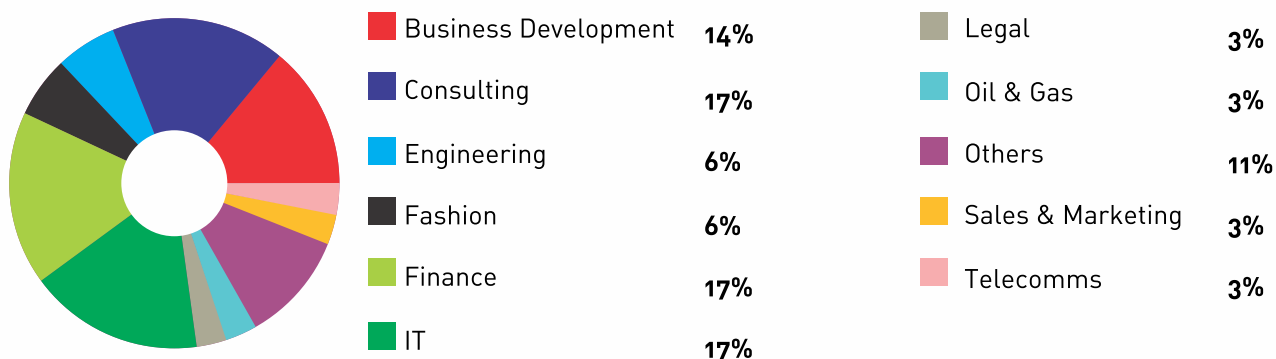 Business Development 14%
Consulting 17%
Engineering 6%
Fashion 6%
Finance 17%
IT 17%
Legal 3%
Oil & Gas 3%
Others 11%
Sales & Marketing 3%
Telecomms 3%